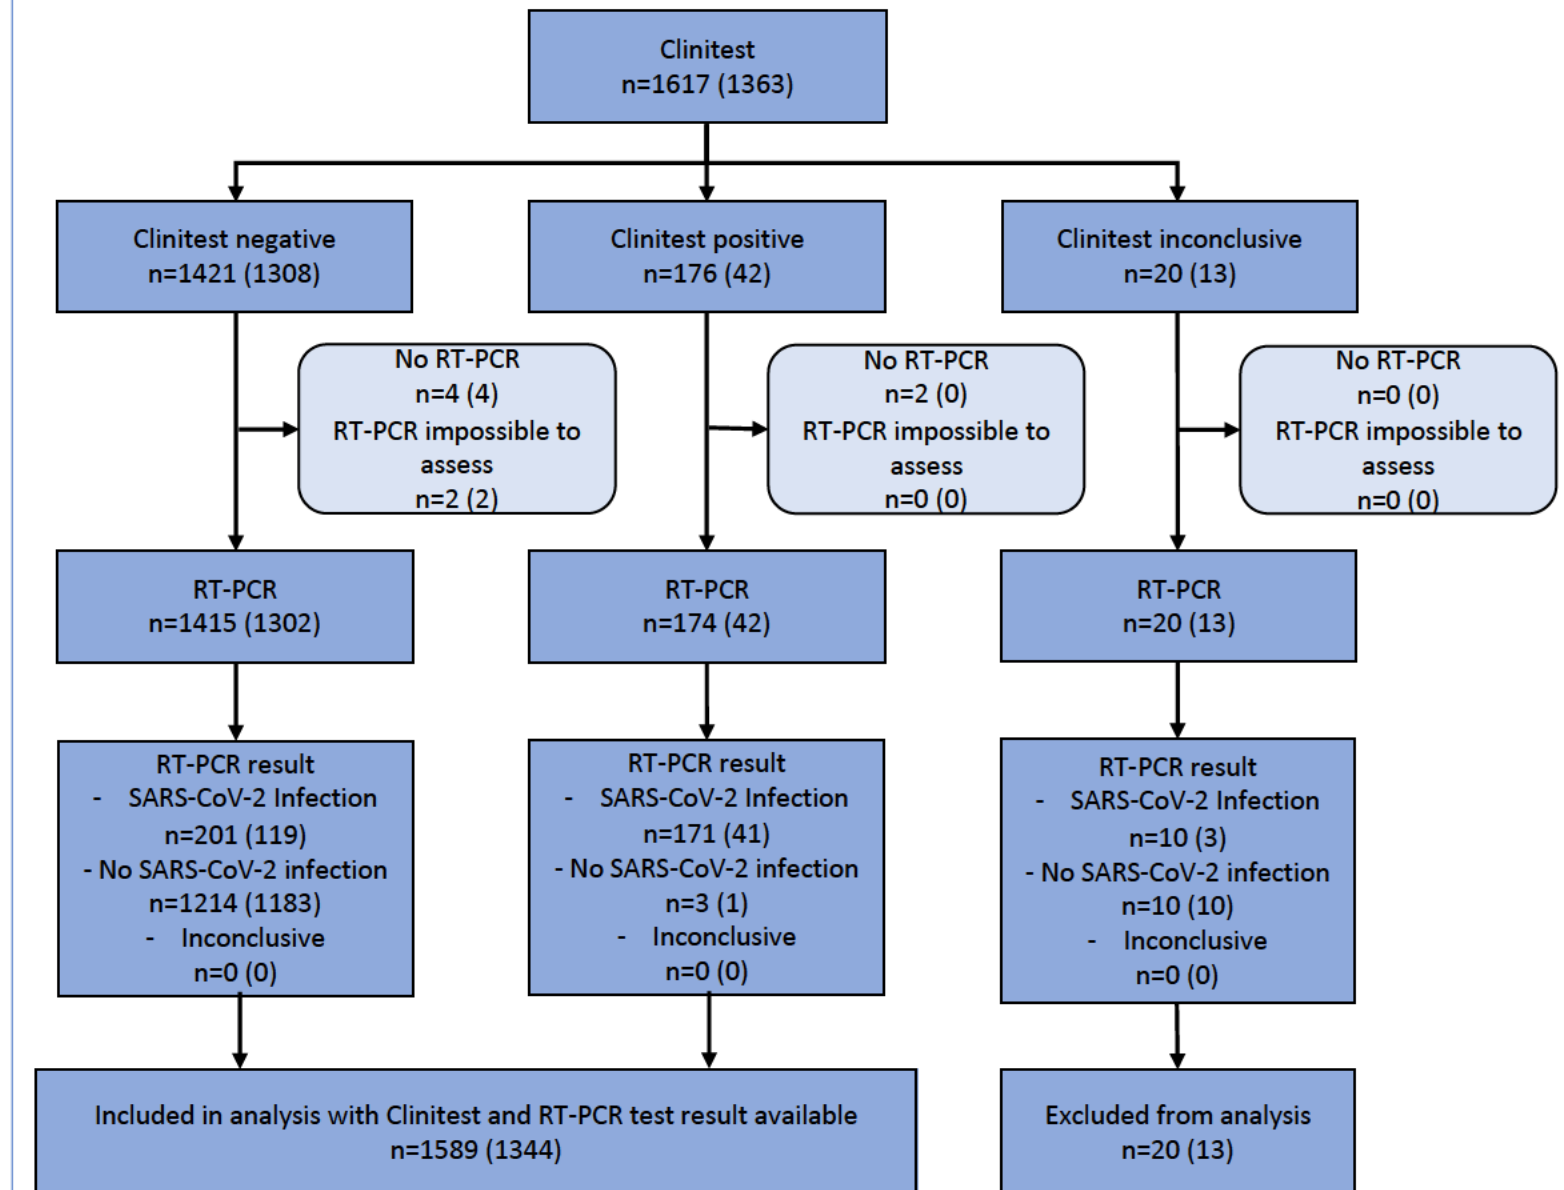 Clinitest
n=1617 (1363)
Clinitest negative
n=1421 (1308)
Clinitest positive
n=176 (42)
Clinitest inconclusive
n=20 (13)
No RT-PCR
n=4 (4)
RT-PCR impossible to
assess
n=2 (2)
No RT-PCR
n=2 (0)
RT-PCR impossible to
assess
n=0 (0)
No RT-PCR
n=0 (0)
RT-PCR impossible to
assess
n=0 (0)
RT-PCR
n=1415 (1302)
RT-PCR
n=174 (42)
RT-PCR
n=20 (13)
RT-PCR result
- SARS-CoV-2 Infection
n=201 (119)
- No SARS-CoV-2 infection
n=1214 (1183)
- Inconclusive
n=0 (0)
RT-PCR result
- SARS-CoV-2 Infection
n=171 (41)
- No SARS-CoV-2 infection
n=3 (1)
- Inconclusive
n=0 (0)
RT-PCR result
- SARS-CoV-2 Infection
n=10 (3)
- No SARS-CoV-2 infection
n=10 (10)
- Inconclusive
n=0 (0)
Included in analysis with Clinitest and RT-PCR test result available
n=1589 (1344)
Excluded from analysis
n=20 (13)